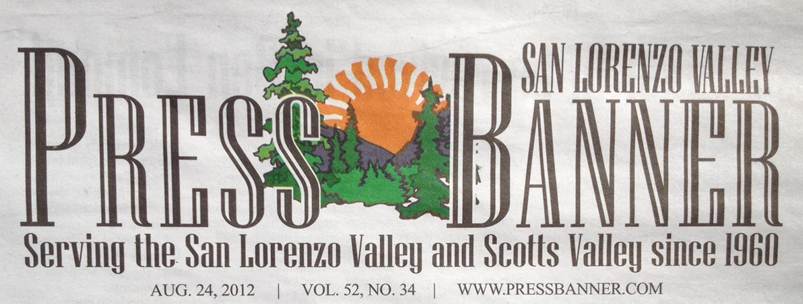 SAN LORENZO VALLEY
PRESS BANNER
Serving the San Lorenzo Valley and Scotts Valley since 1960
AUG. 24, 2012 | VOL. 52, NO. 34 | WWW.PRESSBANNER.COM